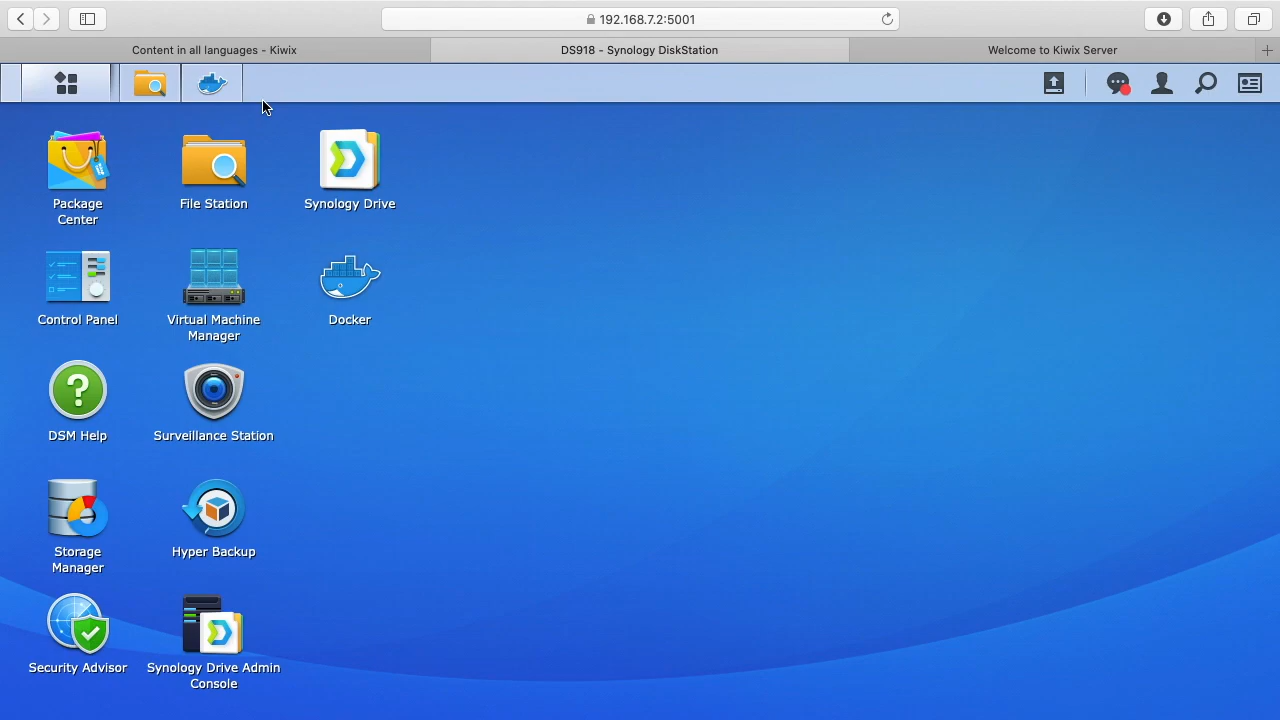 192.168.7.2:5001
Content in all languages - Kiwix
DS918 - Synology DiskStation
Welcome to Kiwix Server
Package
Center
File Station
Synology Drive
Control Panel
Virtual Machine
Manager
Docker
DSM Help
Surveillance Station
Storage
Manager
Hyper Backup
Security Advisor
Synology Drive Admin
Console